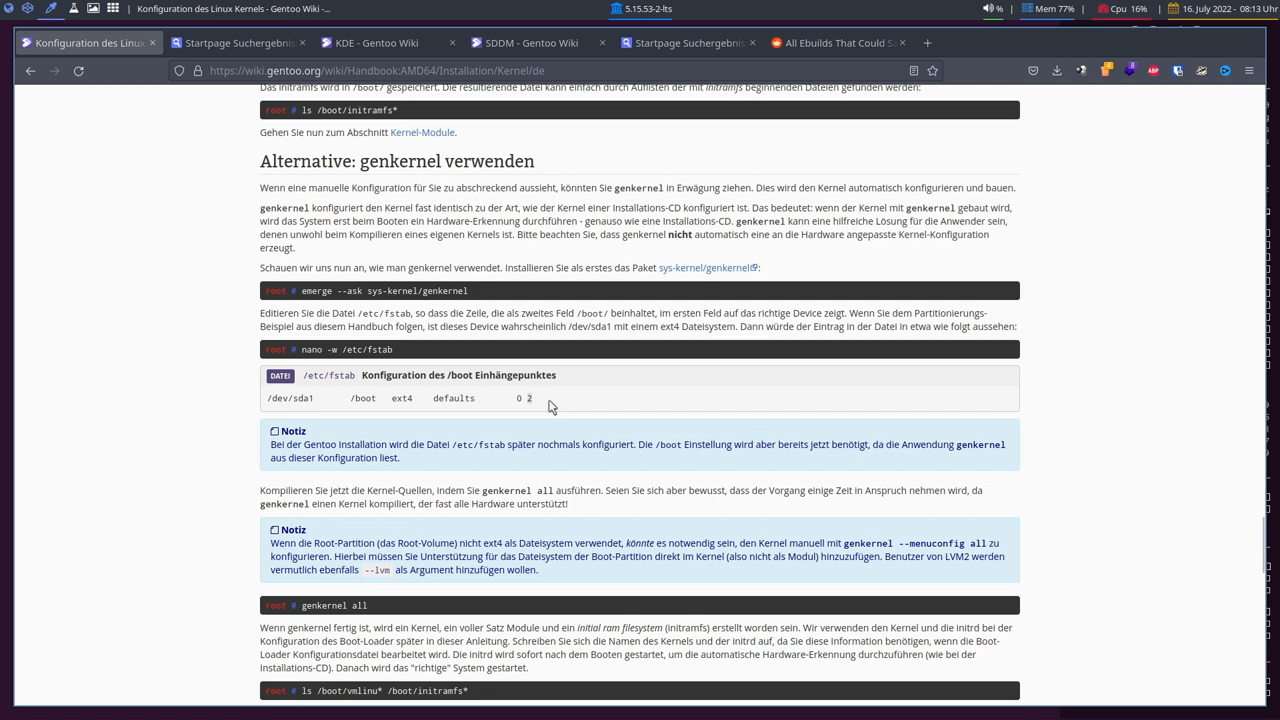 Konfiguration des Linux Kernels - Gentoo Wiki -...
5.15.53-2-lts
%
Mem 77%
Cpu 16%
16. July 2022 - 08:13 Uhr
Konfiguration des Linux
Startpage Suchergebnis
KDE - Gentoo Wiki
SDDM - Gentoo Wiki
Startpage Suchergebnis
All Ebuilds That Could Sa
https://wiki.gentoo.org/wiki/Handbook:AMD64/Installation/Kernel/de
Das initramfs wird in /boot/ gespeichert. Die resultierende Datei kann einfach durch Auflisten der mit initramfs beginnenden Dateien gefunden werden:
root # ls /boot/initramfs*
Gehen Sie nun zum Abschnitt Kernel-Module.
Alternative: genkernel verwenden
Wenn eine manuelle Konfiguration für Sie zu abschreckend aussieht, könnten Sie genkernel in Erwägung ziehen. Dies wird den Kernel automatisch konfigurieren und bauen.
genkernel konfiguriert den Kernel fast identisch zu der Art, wie der Kernel einer Installations-CD konfiguriert ist. Das bedeutet: wenn der Kernel mit genkernel gebaut wird,
wird das System erst beim Booten ein Hardware-Erkennung durchführen - genauso wie eine Installations-CD. genkernel kann eine hilfreiche Lösung für die Anwender sein,
denen unwohl beim Kompilieren eines eigenen Kernels ist. Bitte beachten Sie, dass genkernel nicht automatisch eine an die Hardware angepasste Kernel-Konfiguration
erzeugt.
Schauen wir uns nun an, wie man genkernel verwendet. Installieren Sie als erstes das Paket sys-kernel/genkernel:
root # emerge --ask sys-kernel/genkernel
Editieren Sie die Datei /etc/fstab, so dass die Zeile, die als zweites Feld /boot/ beinhaltet, im ersten Feld auf das richtige Device zeigt. Wenn Sie dem Partitionierungs-
Beispiel aus diesem Handbuch folgen, ist dieses Device wahrscheinlich /dev/sda1 mit einem ext4 Dateisystem. Dann würde der Eintrag in der Datei in etwa wie folgt aussehen:
root # nano -w /etc/fstab
DATEI /etc/fstab Konfiguration des /boot Einhängepunktes
/dev/sda1 /boot ext4 defaults 0 2
Notiz
Bei der Gentoo Installation wird die Datei /etc/fstab später nochmals konfiguriert. Die /boot Einstellung wird aber bereits jetzt benötigt, da die Anwendung genkernel
aus dieser Konfiguration liest.
Kompilieren Sie jetzt die Kernel-Quellen, indem Sie genkernel all ausführen. Seien Sie sich aber bewusst, dass der Vorgang einige Zeit in Anspruch nehmen wird, da
genkernel einen Kernel kompiliert, der fast alle Hardware unterstützt!
Notiz
Wenn die Root-Partition (das Root-Volume) nicht ext4 als Dateisystem verwendet, könnte es notwendig sein, den Kernel manuell mit genkernel --menuconfig all zu
konfigurieren. Hierbei müssen Sie Unterstützung für das Dateisystem der Boot-Partition direkt im Kernel (also nicht als Modul) hinzuzufügen. Benutzer von LVM2 werden
vermutlich ebenfalls --lvm als Argument hinzufügen wollen.
root # genkernel all
Wenn genkernel fertig ist, wird ein Kernel, ein voller Satz Module und ein initial ram filesystem (initramfs) erstellt worden sein. Wir verwenden den Kernel und die initrd bei der
Konfiguration des Boot-Loader später in dieser Anleitung. Schreiben Sie sich die Namen des Kernels und der initrd auf, da Sie diese Information benötigen, wenn die Boot-
Loader Konfigurationsdatei bearbeitet wird. Die initrd wird sofort nach dem Booten gestartet, um die automatische Hardware-Erkennung durchzuführen (wie bei der
Installations-CD). Danach wird das "richtige" System gestartet.
root # ls /boot/vmlinu* /boot/initramfs*